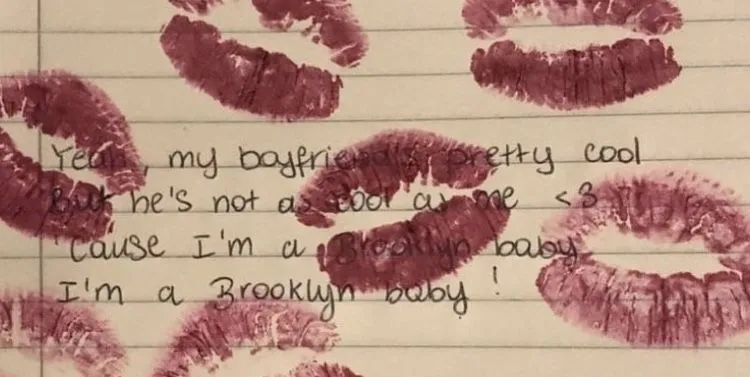 Yeah, my boyfriend's pretty cool
But he's not as cool as me <3
'Cause I'm a Brooklyn baby
I'm a Brooklyn baby!